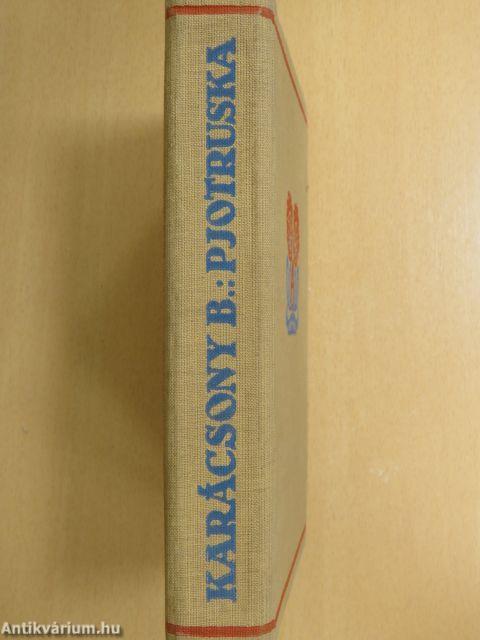 KARÁCSONY B.: PJOTRUSKA
Antikvárium.hu